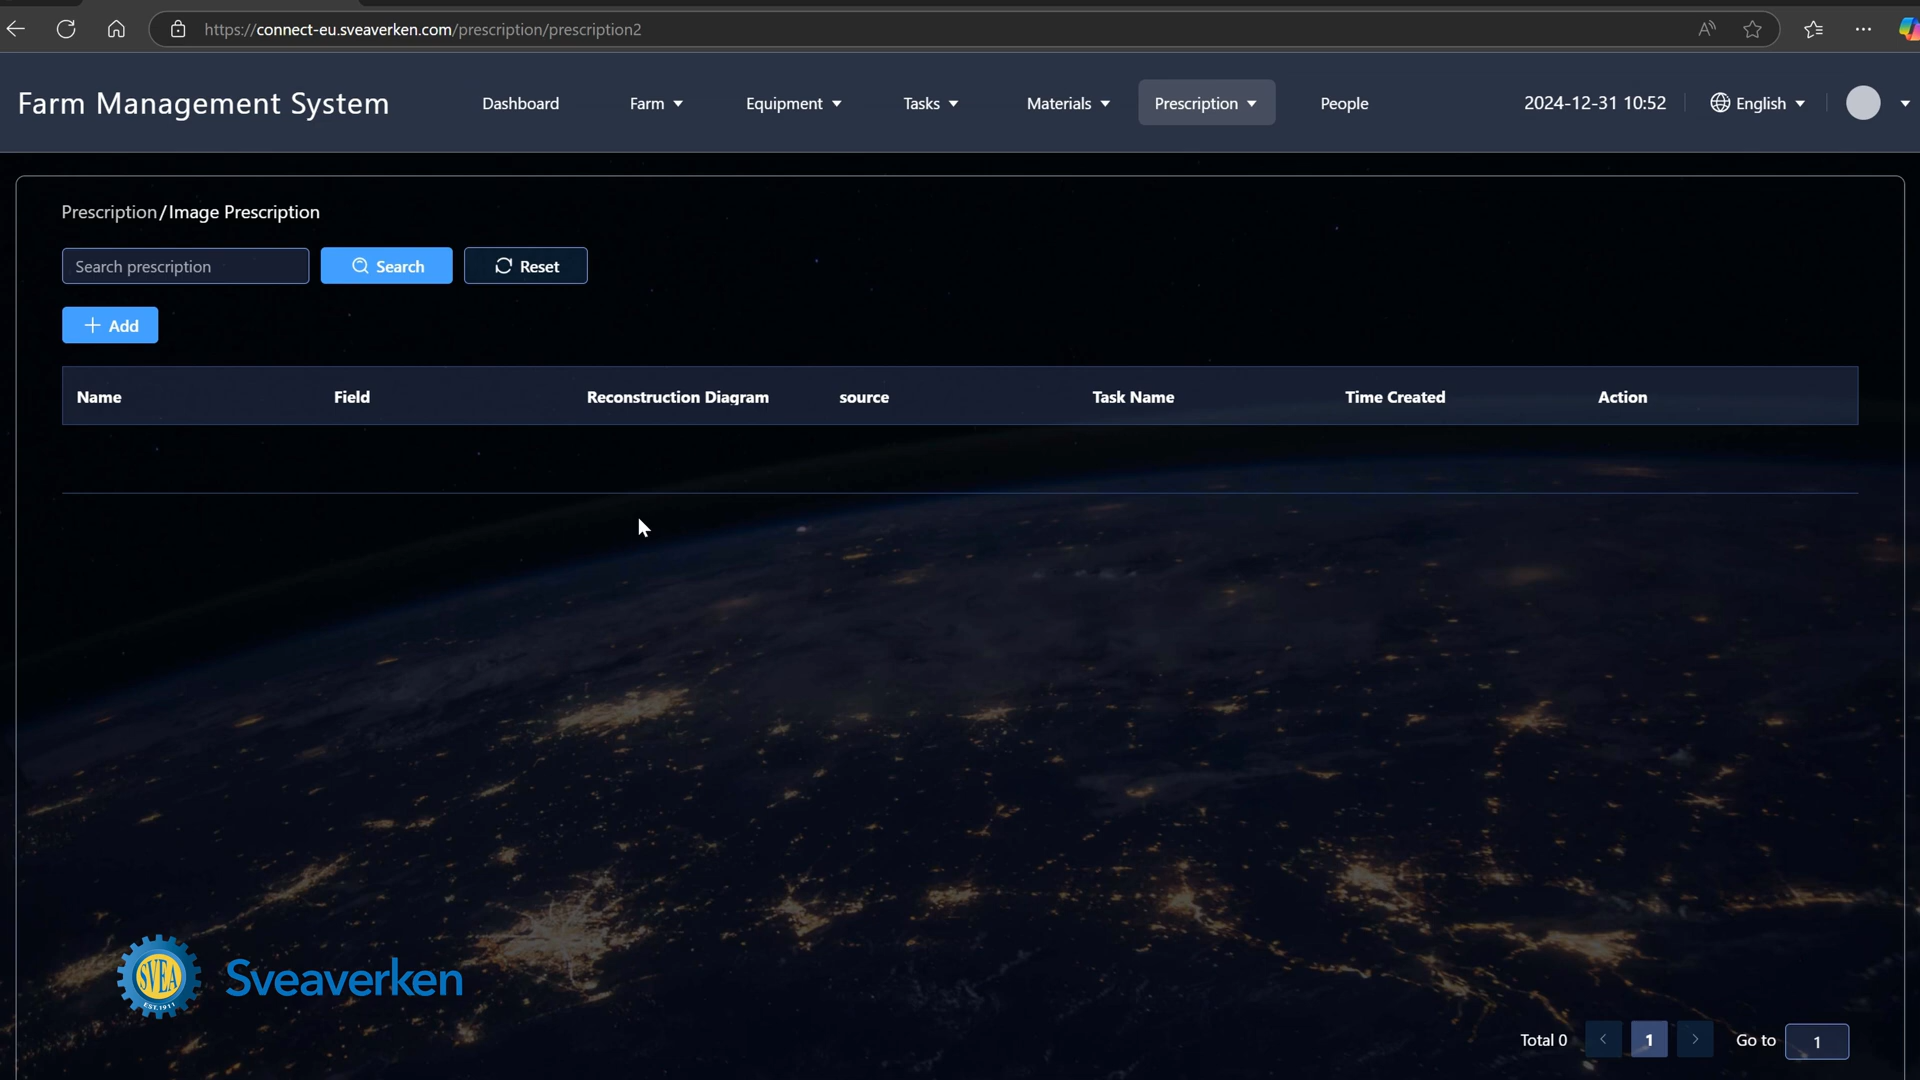 https://connect-eu.sveaverken.com/prescription/prescription2
Farm Management System
Dashboard
Farm
Equipment
Tasks
Materials
Prescription
People
2024-12-31 10:52
English
Prescription/Image Prescription
Search prescription
Search
Reset
Add
Name
Field
Reconstruction Diagram
source
Task Name
Time Created
Action
SVEA
EST.1911
Sveaverken
Total 0
1
Go to
1